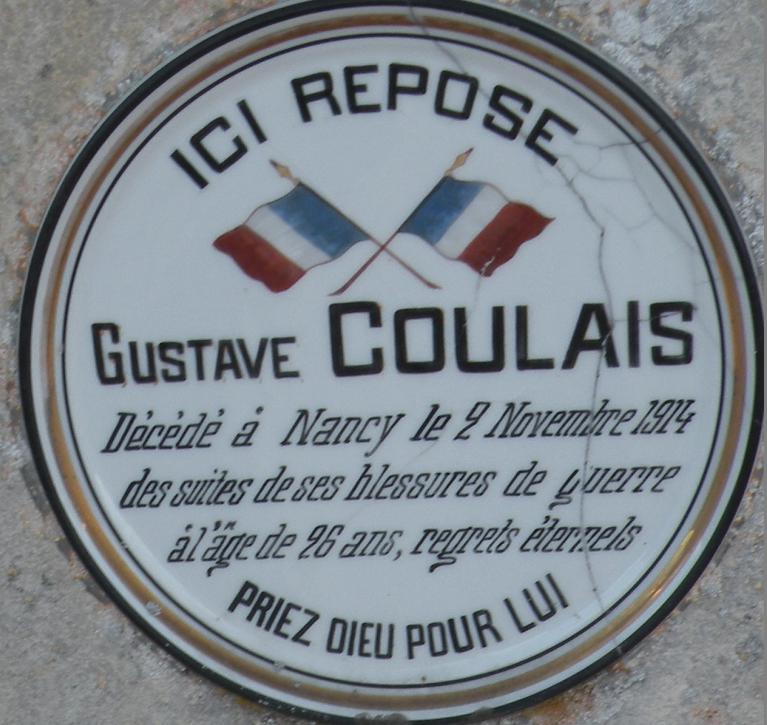 ICI REPOSE
GUSTAVE COULAIS
Décédé à Nancy le 2 Novembre 1914
des suites de ses blessures de guerre
à l'âge de 26 ans, regrets éternels
PRIEZ DIEU POUR LUI